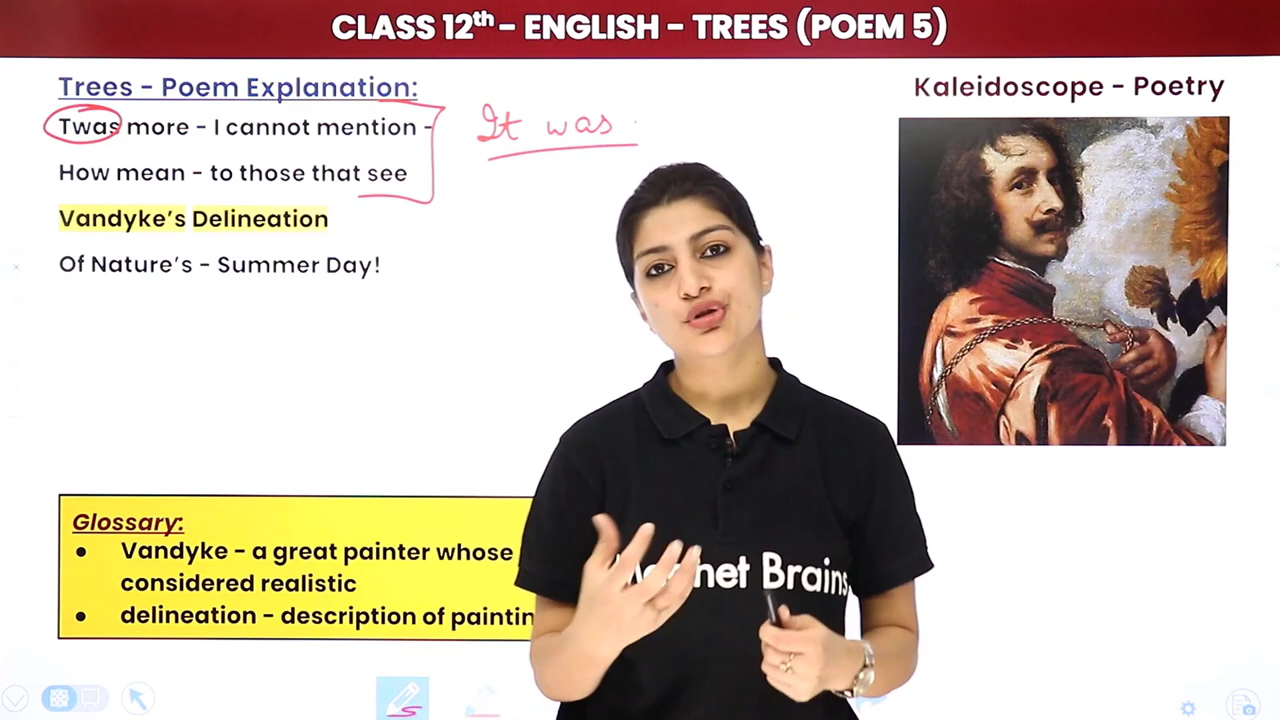 CLASS 12th - ENGLISH - TREES (POEM 5)
Trees - Poem Explanation:
Twas more - I cannot mention -
How mean - to those that see
Vandyke's Delineation
Of Nature's - Summer Day!
It was
Kaleidoscope - Poetry
Glossary:
● Vandyke - a great painter whose
considered realistic
● delineation - description of
Brains